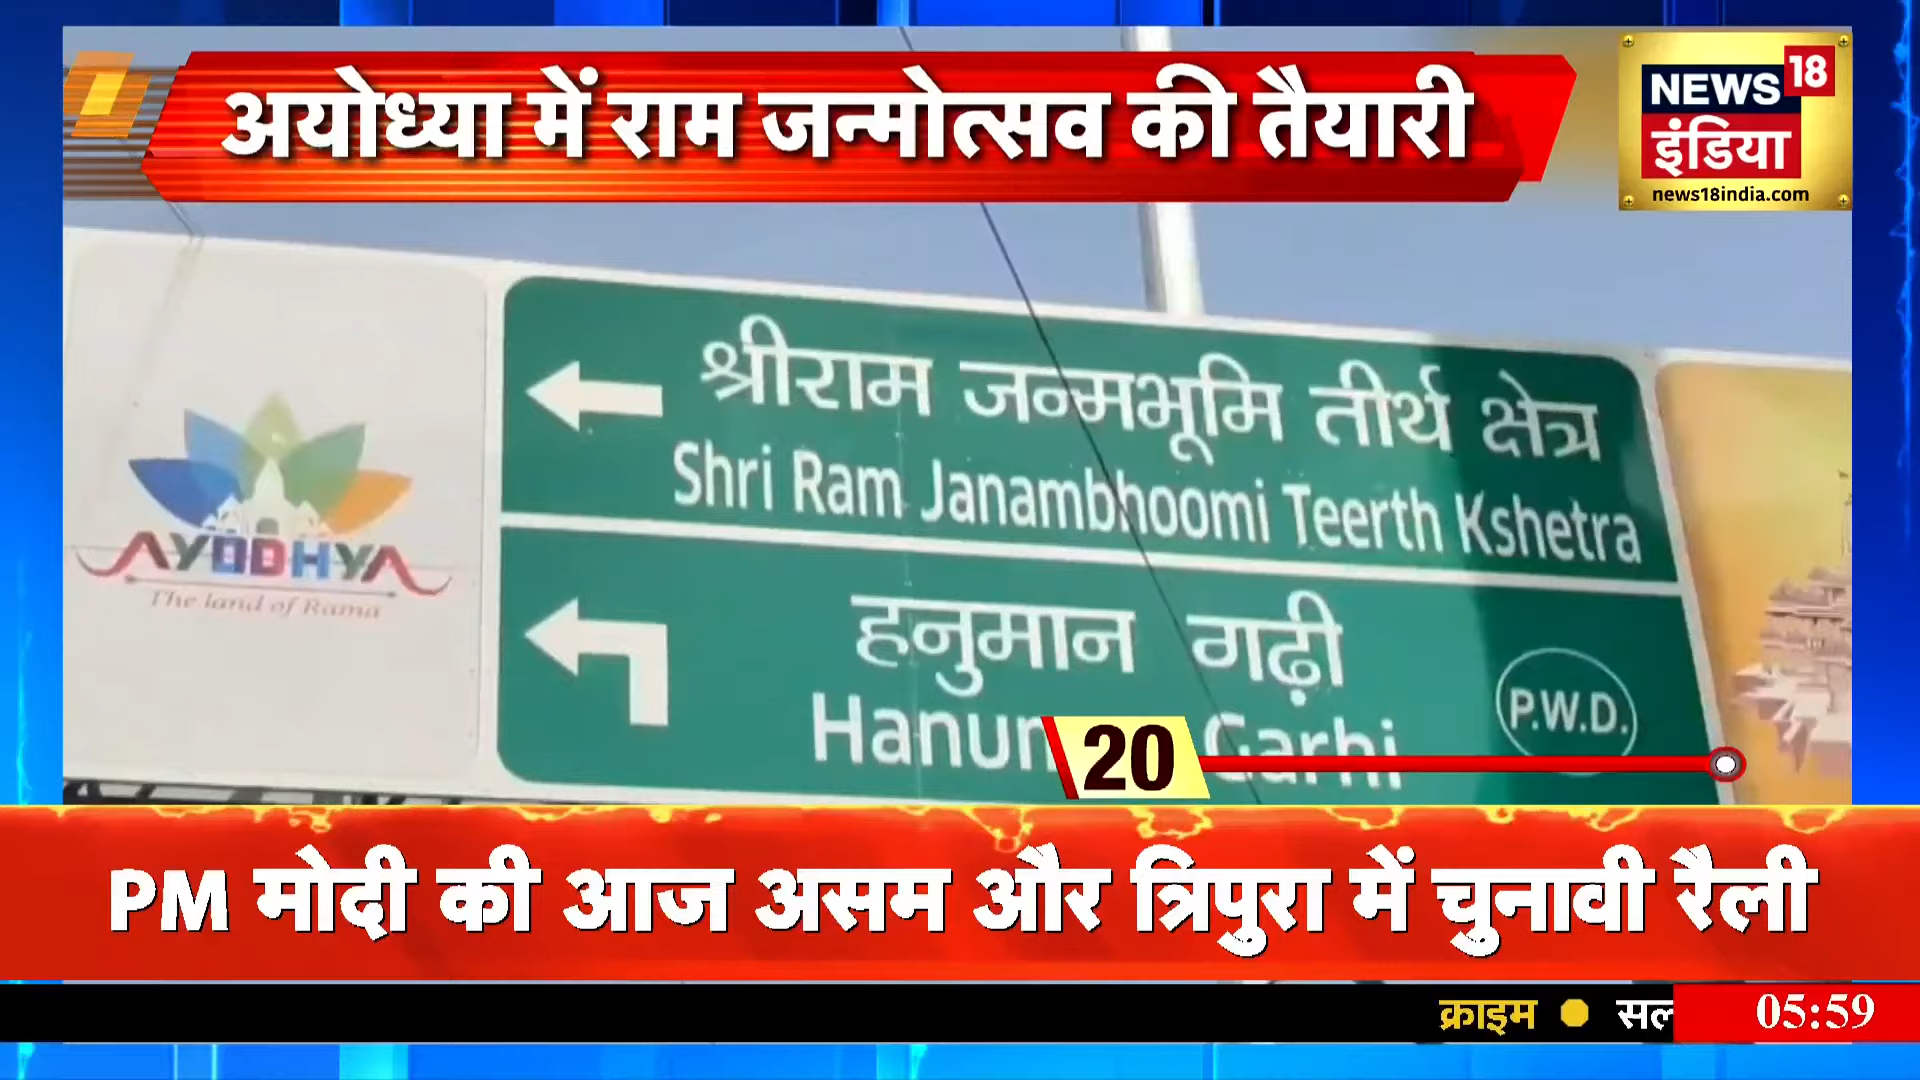 अयोध्या में राम जन्मोत्सव की तैयारी
NEWS 18
इंडिया
news18india.com
श्रीराम जन्मभूमि तीर्थ क्षेत्र
Shri Ram Janambhoomi Teerth Kshetra
AYODHYA
The land of Rama
हनुमान गढ़ी
Garhi
P.W.D.
20
PM मोदी की आज असम और त्रिपुरा में चुनावी रैली
क्राइम
05:59